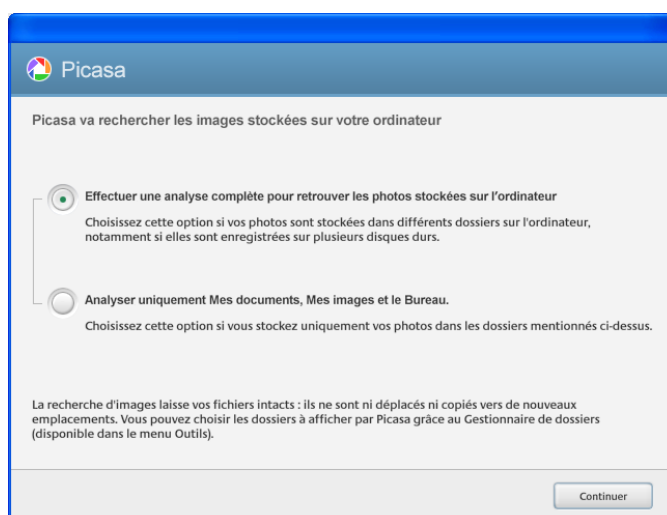 Picasa
Picasa va rechercher les images stockées sur votre ordinateur
Effectuer une analyse complète pour retrouver les photos stockées sur l'ordinateur
Choisissez cette option si vos photos sont stockées dans différents dossiers sur l'ordinateur,
notamment si elles sont enregistrées sur plusieurs disques durs.
Analyser uniquement Mes documents, Mes images et le Bureau.
Choisissez cette option si vous stockez uniquement vos photos dans les dossiers mentionnés ci-dessus.
La recherche d'images laisse vos fichiers intacts : ils ne sont ni déplacés ni copiés vers de nouveaux
emplacements. Vous pouvez choisir les dossiers à afficher par Picasa grâce au Gestionnaire de dossiers
(disponible dans le menu Outils).
Continuer